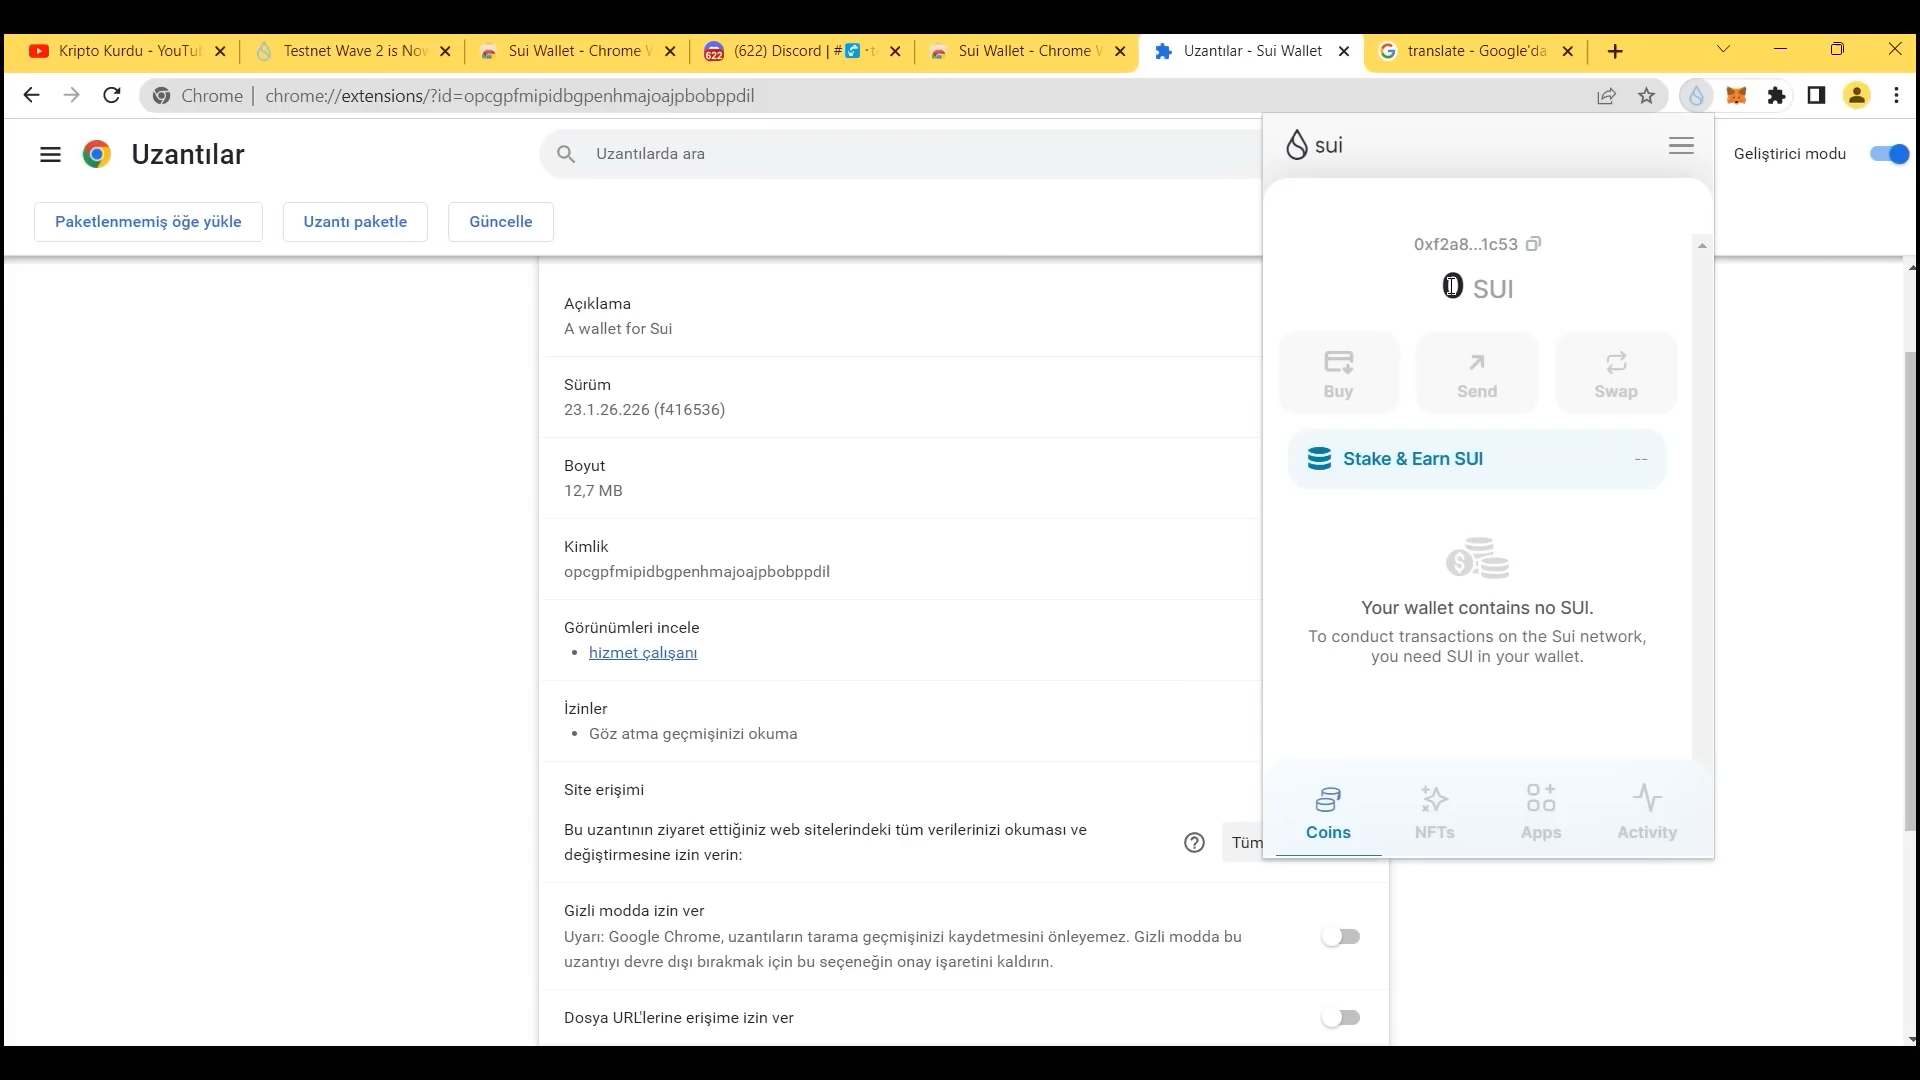 Kripto Kurdu - YouTu
Testnet Wave 2 is Now
Sui Wallet - Chrome W
622
(622) Discord | #
Sui Wallet - Chrome W
Uzantılar - Sui Wallet
translate - Google'da
Chrome | chrome://extensions/?id=opcgpfmipidbgpenhmajoajpbobppdil
Uzantılar
Uzantılarda ara
Geliştirici modu
Paketlenmemiş öğe yükle
Uzantı paketle
Güncelle
Açıklama
A wallet for Sui
Sürüm
23.1.26.226 (f416536)
Boyut
12,7 MB
Kimlik
opcgpfmipidbgpenhmajoajpbobppdil
Görünümleri incele
• hizmet çalışanı
İzinler
• Göz atma geçmişinizi okuma
Site erişimi
Bu uzantının ziyaret ettiğiniz web sitelerindeki tüm verilerinizi okuması ve
değiştirmesine izin verin:
Tüm
Gizli modda izin ver
Uyarı: Google Chrome, uzantıların tarama geçmişinizi kaydetmesini önleyemez. Gizli modda bu
uzantıyı devre dışı bırakmak için bu seçeneğin onay işaretini kaldırın.
Dosya URL'lerine erişime izin ver
sui
0xf2a8...1c53
0 SUI
Buy
Send
Swap
Stake & Earn SUI
--
Your wallet contains no SUI.
To conduct transactions on the Sui network,
you need SUI in your wallet.
Coins
NFTs
Apps
Activity